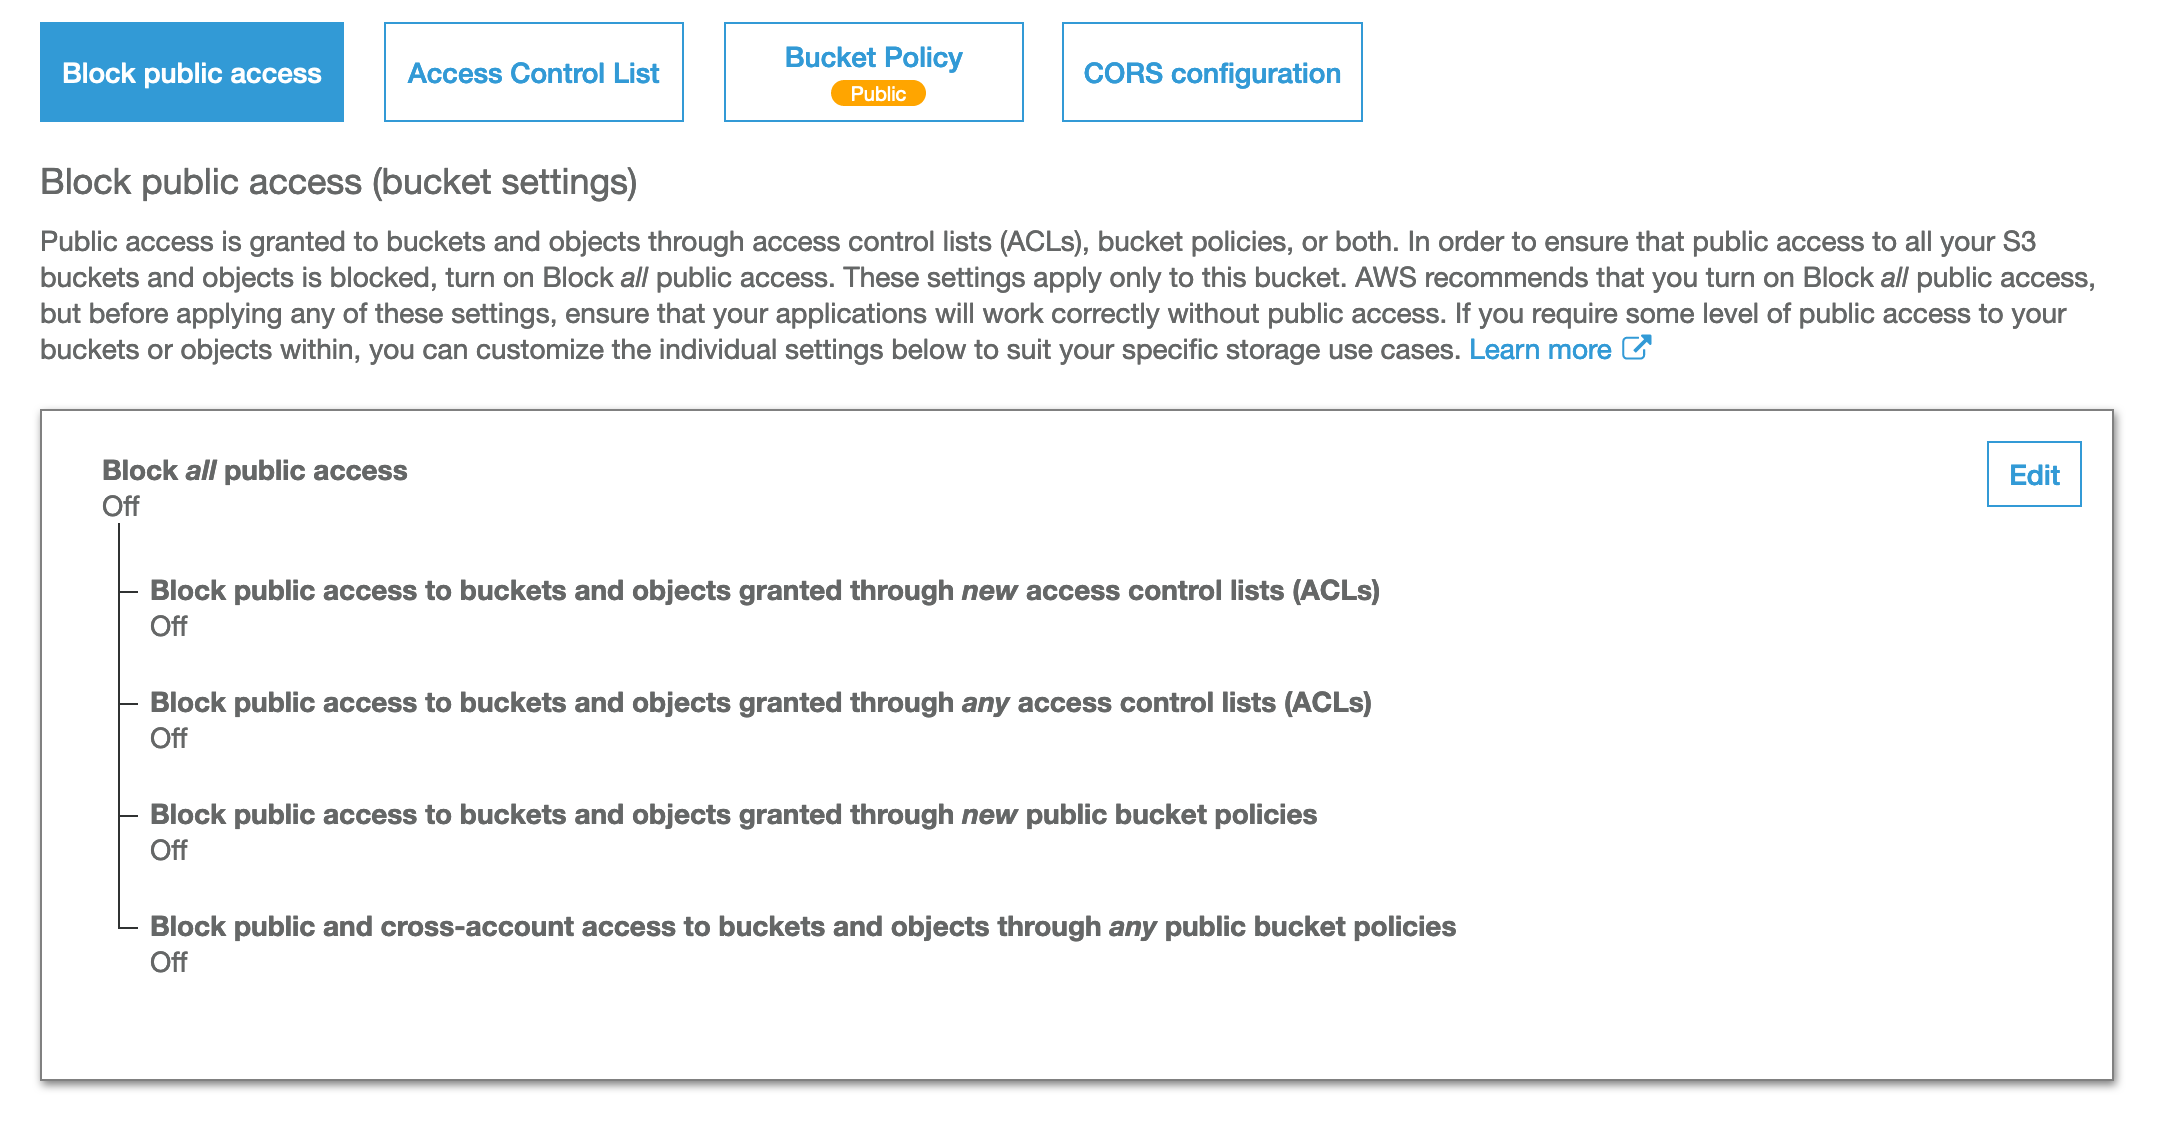 Block public access
Access Control List
Bucket Policy
Public
CORS configuration
Block public access (bucket settings)
Public access is granted to buckets and objects through access control lists (ACLs), bucket policies, or both. In order to ensure that public access to all your S3
buckets and objects is blocked, turn on Block all public access. These settings apply only to this bucket. AWS recommends that you turn on Block all public access,
but before applying any of these settings, ensure that your applications will work correctly without public access. If you require some level of public access to your
buckets or objects within, you can customize the individual settings below to suit your specific storage use cases. Learn more
Block all public access
Edit
Off
Block public access to buckets and objects granted through new access control lists (ACLs)
Off
Block public access to buckets and objects granted through any access control lists (ACLs)
Off
Block public access to buckets and objects granted through new public bucket policies
Off
Block public and cross-account access to buckets and objects through any public bucket policies
Off